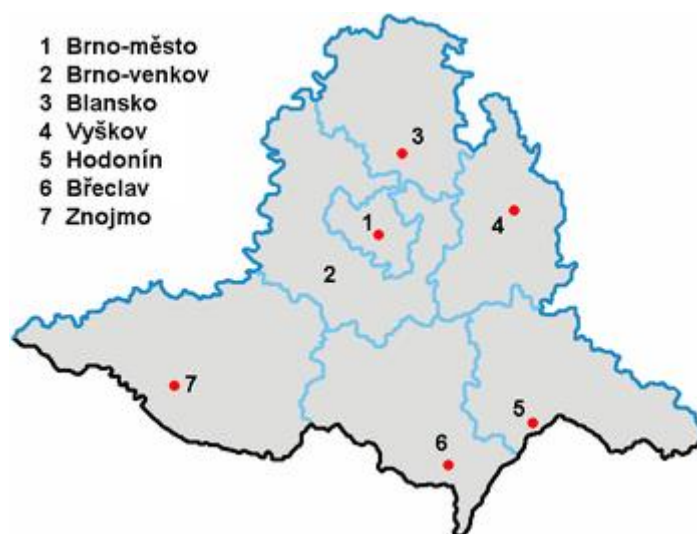 1 Brno-město
2 Brno-venkov
3 Blansko
4 Vyškov
5 Hodonín
6 Břeclav
7 Znojmo
3
1
4
2
7
5
6